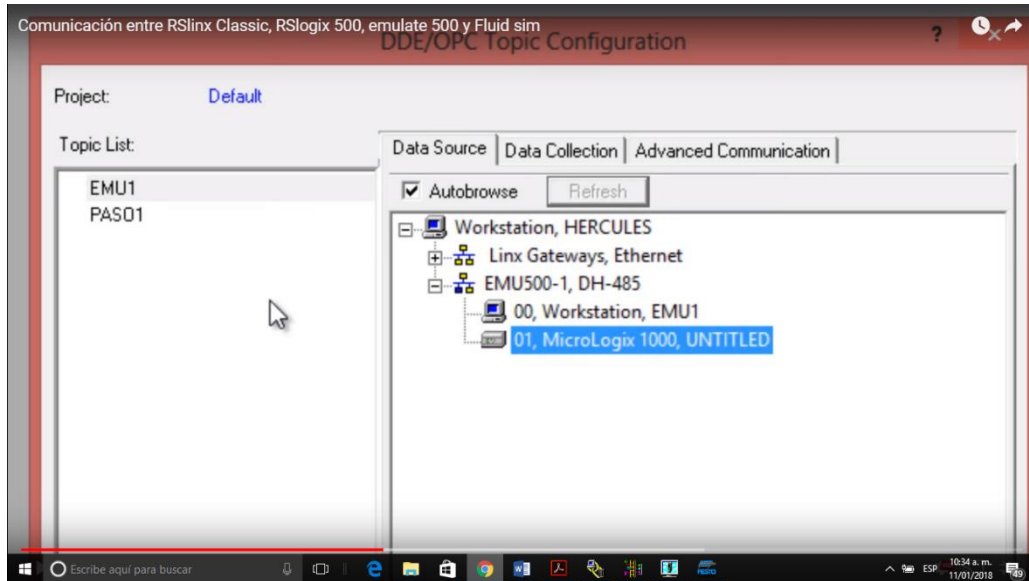 Comunicación entre RSlinx Classic, RSlogix 500, emulate 500 y Fluid sim
DDE/OPC Topic Configuration
?
Project:
Default
Topic List:
EMU1
PASO1
Data Source
Data Collection
Advanced Communication
Autobrowse
Refresh
Workstation, HERCULES
Linx Gateways, Ethernet
EMU500-1, DH-485
00, Workstation, EMU1
01, MicroLogix 1000, UNTITLED
Escribe aquí para buscar
ESP
10:34 a. m.
11/01/2018
49
FESTO